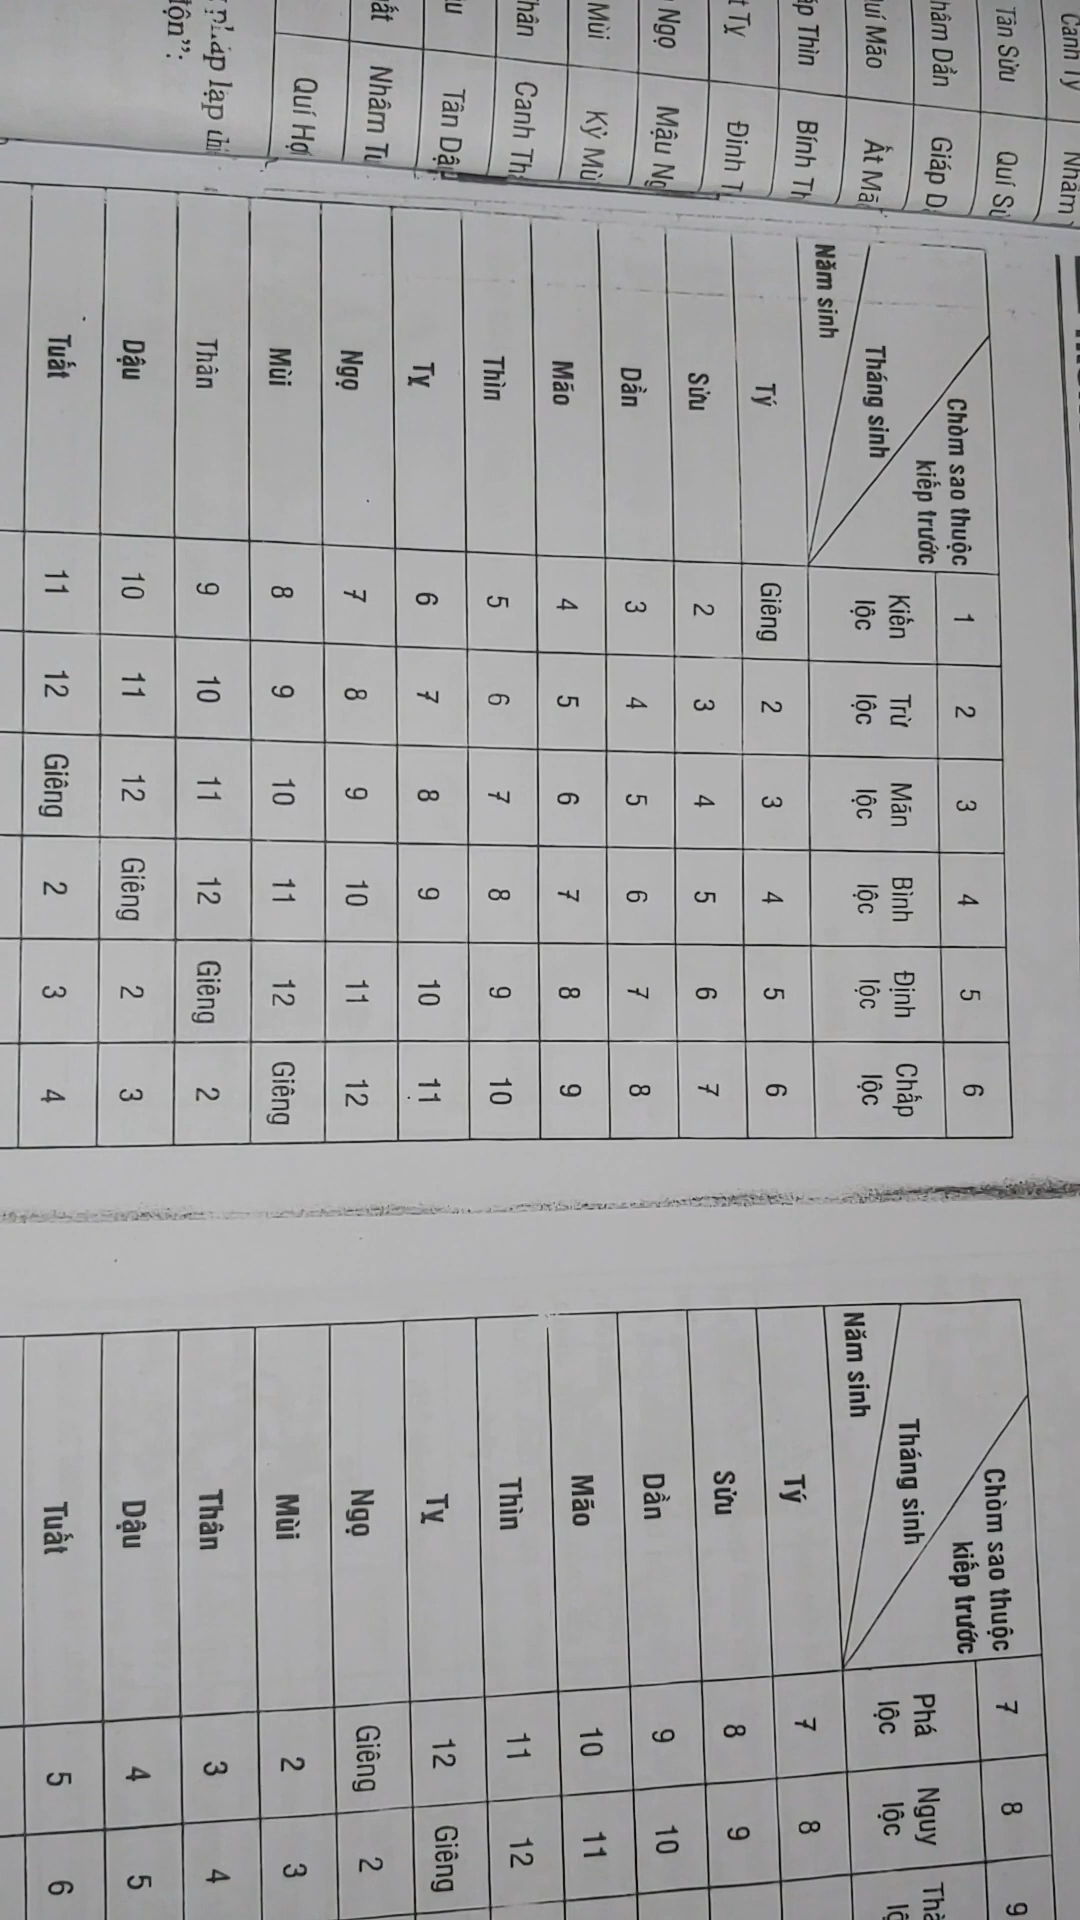 Canh Tý
Nhâm
Tân Sửu
Quí
Dần
Giáp
Mão
Ất
Thìn
Bính
Tỵ
Đinh
Ngọ
Mậu
Mùi
Kỷ
Canh
Tân
Nhâm
Quí
lạp
độn”:
Chòm sao thuộc
kiếp trước
Tháng sinh
Năm sinh
1 2 3 4 5 6
Kiến lộc Trừ lộc Mãn lộc Bình lộc Định lộc Chấp lộc
Tý Giêng 2 3 4 5 6
Sửu 2 3 4 5 6 7
Dần 3 4 5 6 7 8
Mão 4 5 6 7 8 9
Thìn 5 6 7 8 9 10
Tỵ 6 7 8 9 10 11
Ngọ 7 8 9 10 11 12
Mùi 8 9 10 11 12 Giêng
Thân 9 10 11 12 Giêng 2
Dậu 10 11 12 Giêng 2 3
Tuất 11 12 Giêng 2 3 4
Chòm sao thuộc
kiếp trước
Tháng sinh
Năm sinh
7 8 9
Phá lộc Nguy lộc
Tý 7 8
Sửu 8 9
Dần 9 10
Mão 10 11
Thìn 11 12
Tỵ 12 Giêng
Ngọ Giêng 2
Mùi 2 3
Thân 3 4
Dậu 4 5
Tuất 5 6